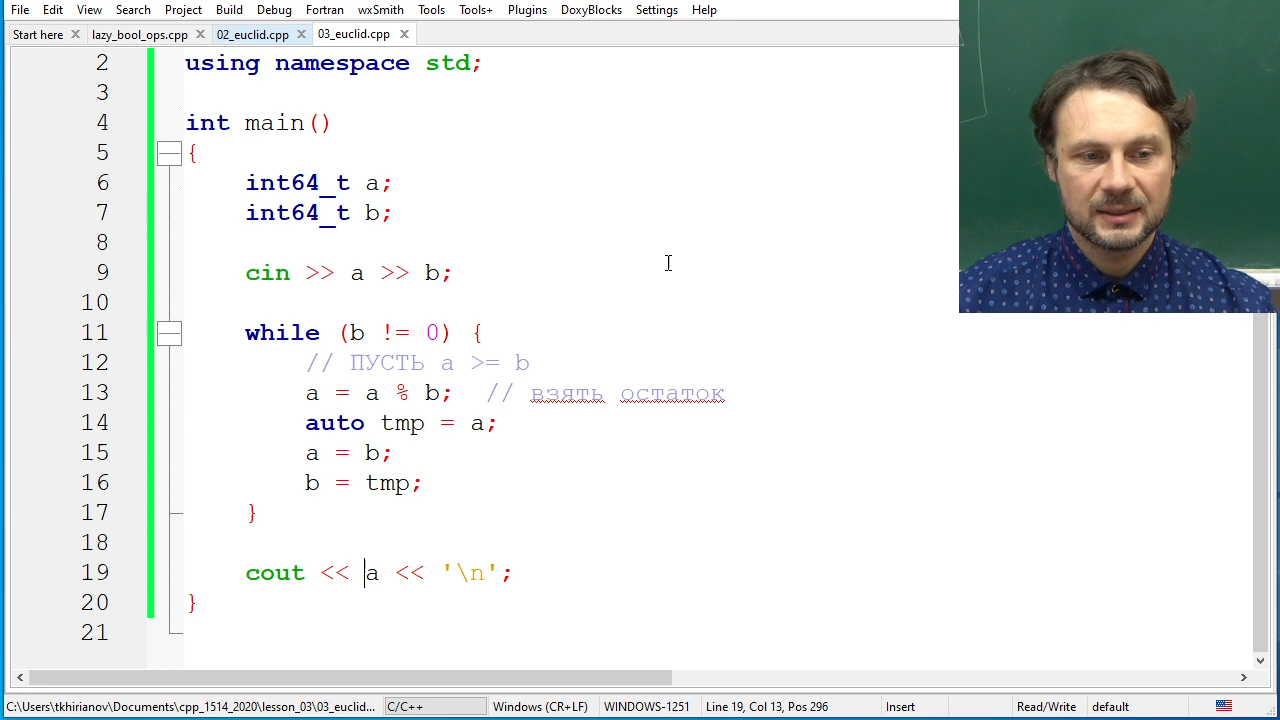 File Edit View Search Project Build Debug Fortran wxSmith Tools Tools+ Plugins DoxyBlocks Settings Help
Start here lazy_bool_ops.cpp 02_euclid.cpp 03_euclid.cpp
2 using namespace std;
3
4 int main()
5 {
6 int64_t a;
7 int64_t b;
8
9 cin >> a >> b;
10
11 while (b != 0) {
12 // ПУСТЬ a >= b
13 a = a % b; // взять остаток
14 auto tmp = a;
15 a = b;
16 b = tmp;
17 }
18
19 cout << a << '\n';
20 }
21
C:\Users\tkhirianov\Documents\cpp_1514_2020\lesson_03\03_euclid... C/C++ Windows (CR+LF) WINDOWS-1251 Line 19, Col 13, Pos 296 Insert Read/Write default